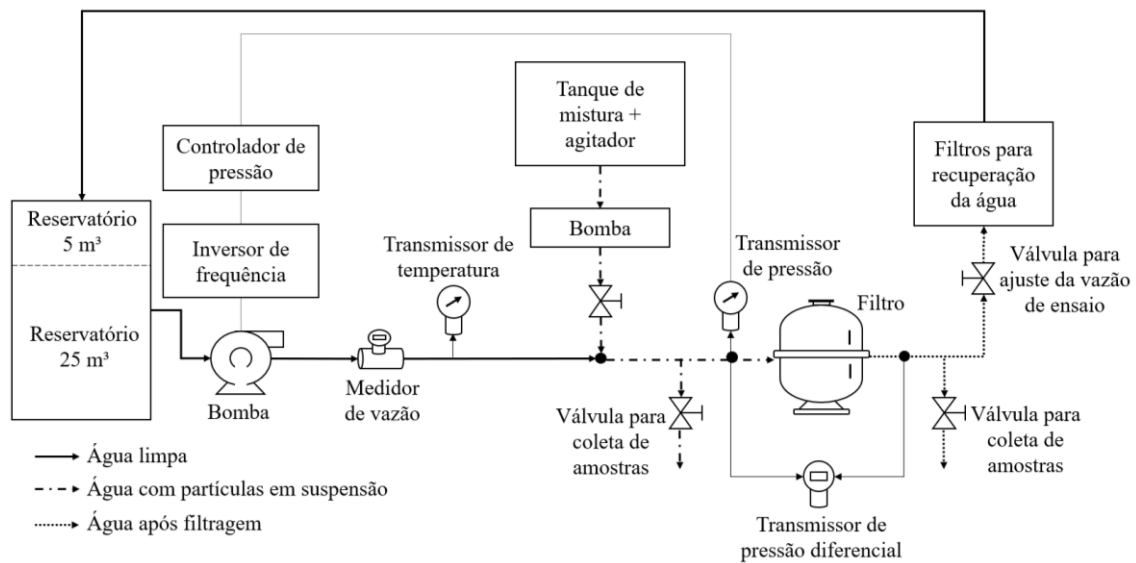 Tanque de
mistura +
agitador
Controlador de
pressão
Filtros para
recuperação
da água
Reservatório
5 m³
Inversor de
frequência
Transmissor de
temperatura
Bomba
Transmissor
de pressão
Válvula para
ajuste da vazão
de ensaio
Filtro
Reservatório
25 m³
Bomba
Medidor
de vazão
Válvula para
coleta de
amostras
Válvula para
coleta de
amostras
Água limpa
Água com partículas em suspensão
Água após filtragem
Transmissor de
pressão diferencial